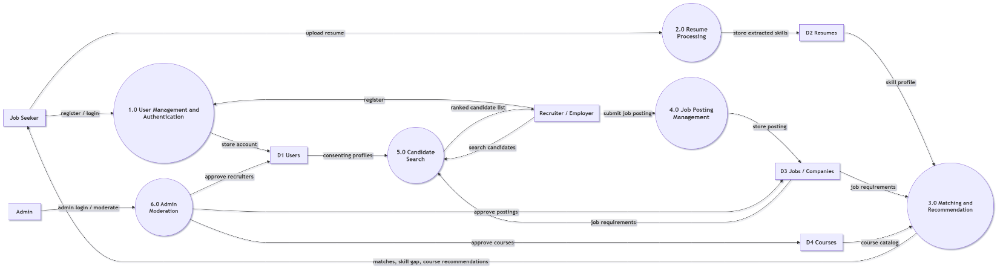 2.0 Resume
Processing
upload resume
store extracted skills
D2 Resumes
skill profile
1.0 User Management and
Authentication
register
ranked candidate list
Job Seeker
register / login
Recruiter / Employer
submit job posting
4.0 Job Posting
Management
store posting
store account
search candidates
D1 Users
consenting profiles
5.0 Candidate
Search
approve recruiters
D3 Jobs / Companies
job requirements
Admin
admin login / moderate
6.0 Admin
Moderation
approve postings
job requirements
3.0 Matching and
Recommendation
approve courses
D4 Courses
course catalog
matches, skill gap, course recommendations